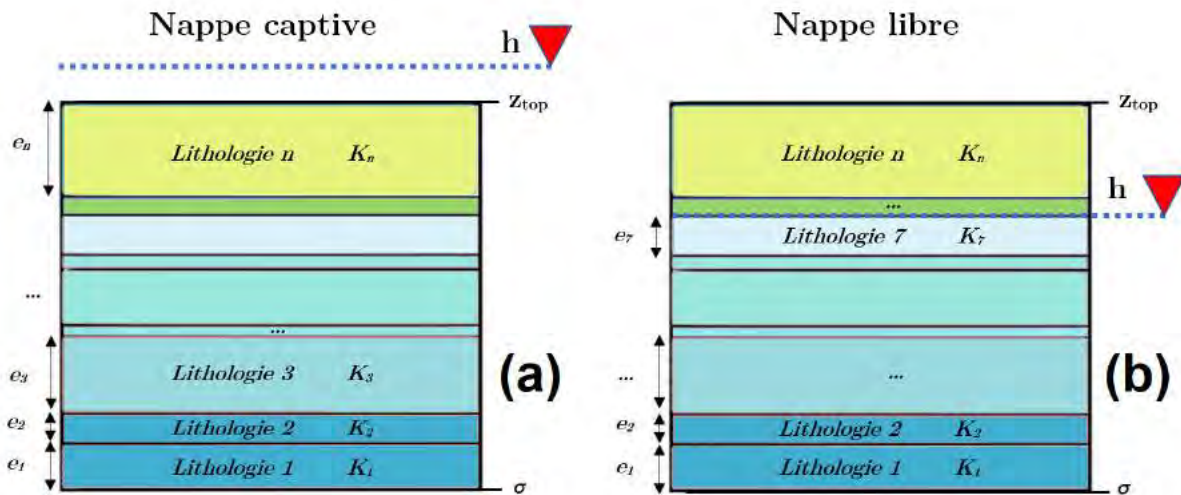 Nappe captive
h
z_top
e_n
Lithologie n K_n
...
...
e_3
Lithologie 3 K_3
e_2
Lithologie 2 K_2
e_1
Lithologie 1 K_1
σ
(a)
Nappe libre
z_top
Lithologie n K_n
...
h
e_7
Lithologie 7 K_7
...
...
e_2
Lithologie 2 K_2
e_1
Lithologie 1 K_1
σ
(b)